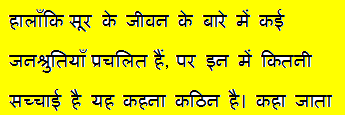 हालाँकि सूर के जीवन के बारे में कई
जनश्रुतियाँ प्रचलित हैं, पर इन में कितनी
सच्चाई है यह कहना कठिन है। कहा जाता